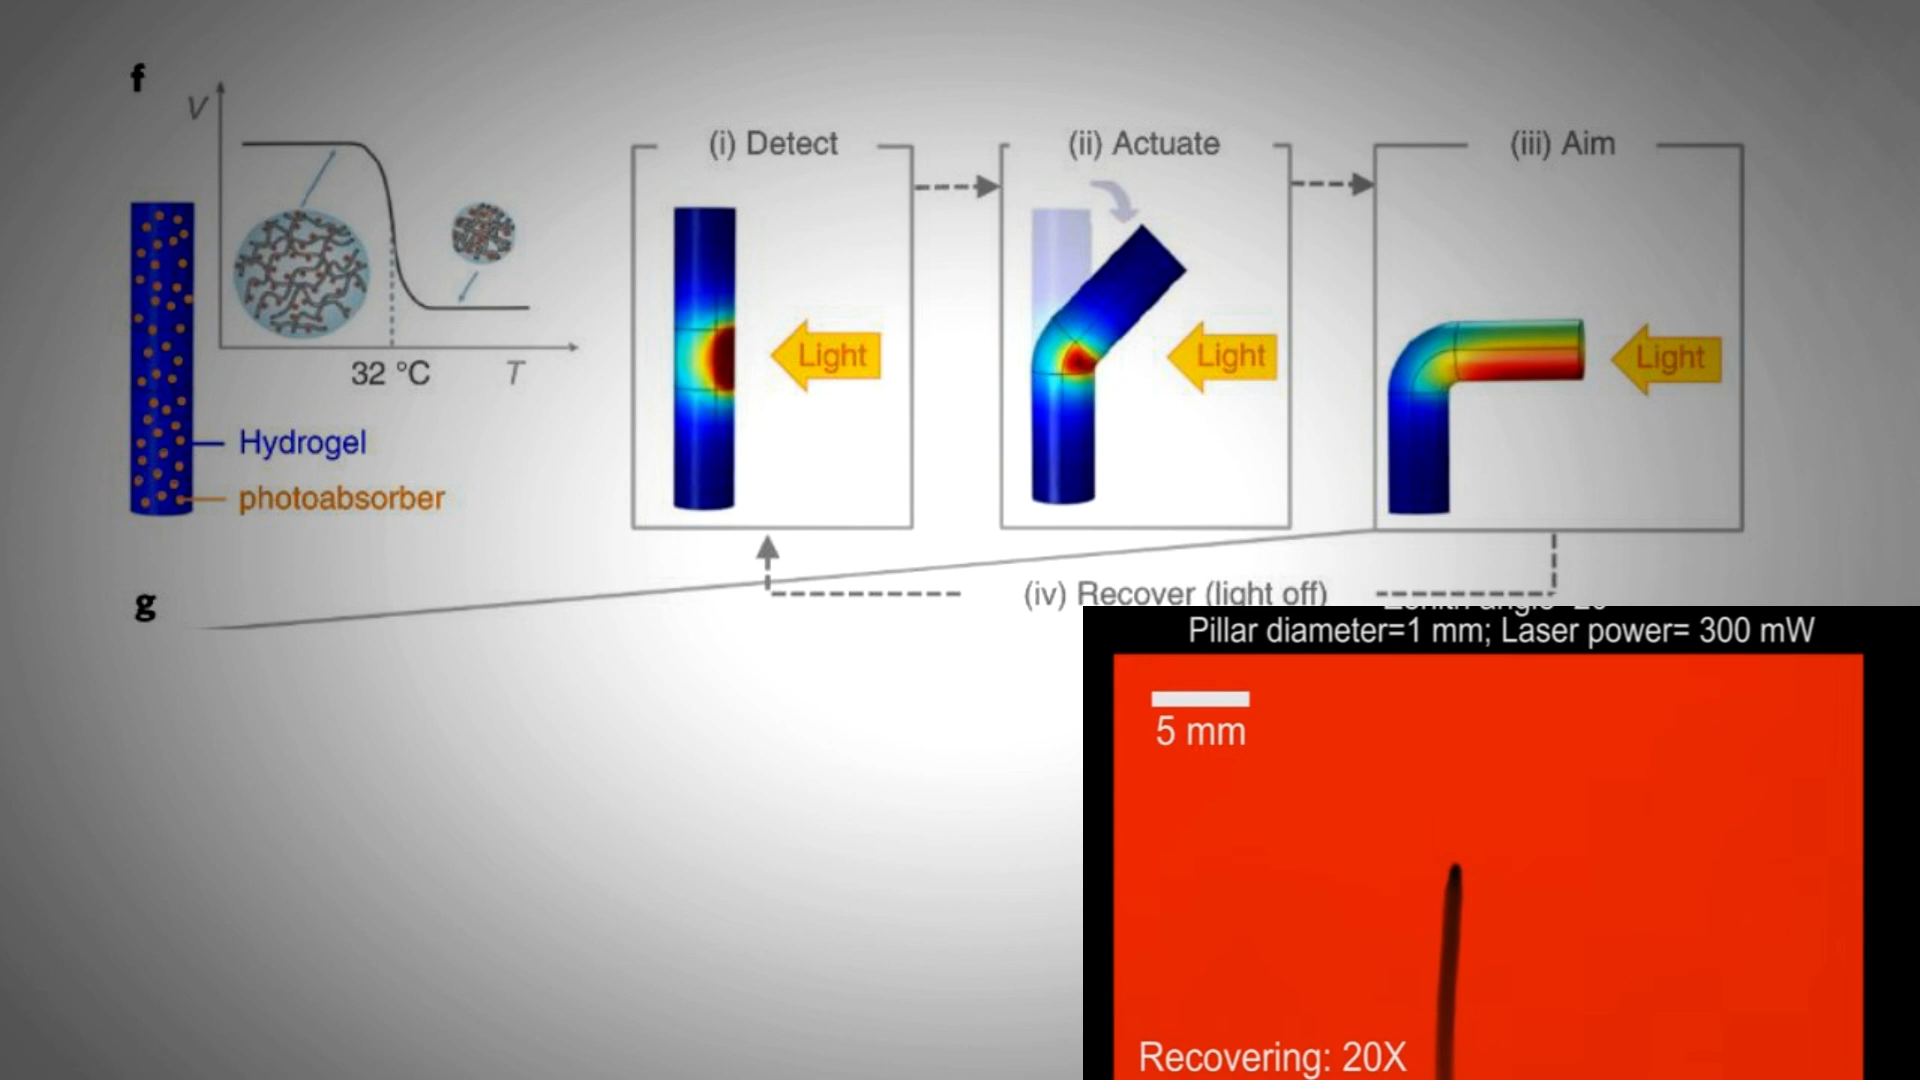 f
V
(i) Detect
(ii) Actuate
(iii) Aim
Light
Light
Light
32 °C
T
Hydrogel
photoabsorber
g
(iv) Recover (light off)
Pillar diameter=1 mm; Laser power= 300 mW
5 mm
Recovering: 20X